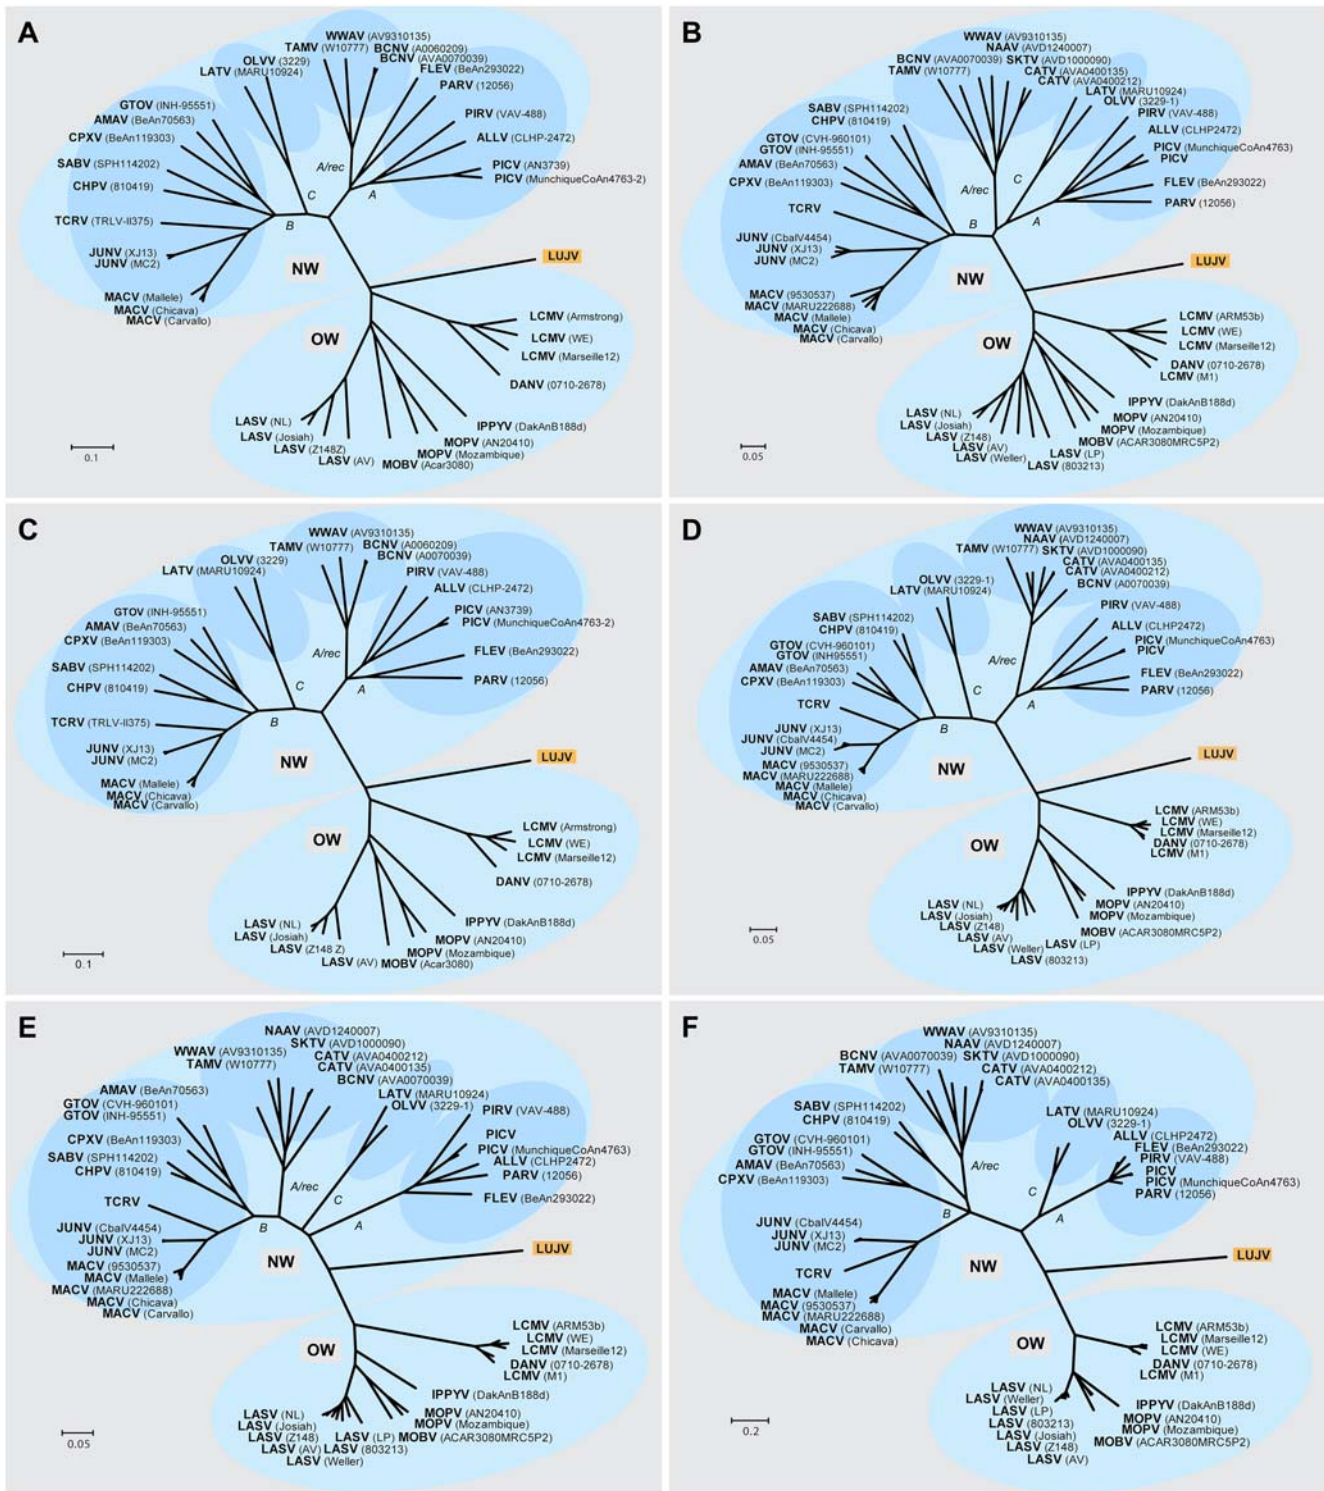 A
WWAV (AV9310135)
TAMV (W10777)
BCNV (A0060209)
OLVV (3229)
BCNV (AVA0070039)
LATV (MARU10924)
FLEV (BeAn293022)
PARV (12056)
GTOV (INH-95551)
AMAV (BeAn70563)
PIRV (VAV-488)
CPXV (BeAn119303)
ALLV (CLHP-2472)
SABV (SPH114202)
A/rec
PICV (AN3739)
PICV (MunchiqueCoAn4763-2)
CHPV (810419)
C
A
TCRV (TRLV-II375)
B
JUNV (XJ13)
JUNV (MC2)
NW
LUJV
MACV (Mallele)
MACV (Chicava)
MACV (Carvallo)
LCMV (Armstrong)
OW
LCMV (WE)
LCMV (Marseille12)
DANV (0710-2678)
LASV (NL)
IPPYV (DakAnB188d)
LASV (Josiah)
MOPV (AN20410)
LASV (Z148Z)
MOPV (Mozambique)
LASV (AV)
MOBV (Acar3080)
0.1
B
WWAV (AV9310135)
NAAV (AVD1240007)
BCNV (AVA0070039)
SKTV (AVD1000090)
TAMV (W10777)
CATV (AVA0400135)
CATV (AVA0400212)
LATV (MARU10924)
OLVV (3229-1)
SABV (SPH114202)
PIRV (VAV-488)
CHPV (810419)
ALLV (CLHP2472)
GTOV (CVH-960101)
PICV (MunchiqueCoAn4763)
GTOV (INH-95551)
PICV
AMAV (BeAn70563)
C
CPXV (BeAn119303)
A/rec
FLEV (BeAn293022)
PARV (12056)
TCRV
A
B
JUNV (CbalV4454)
JUNV (XJ13)
JUNV (MC2)
LUJV
NW
MACV (9530537)
MACV (MARU222688)
MACV (Mallele)
MACV (Chicava)
MACV (Carvallo)
LCMV (ARM53b)
LCMV (WE)
OW
LCMV (Marseille12)
DANV (0710-2678)
LCMV (M1)
IPPYV (DakAnB188d)
LASV (NL)
MOPV (AN20410)
LASV (Josiah)
MOPV (Mozambique)
LASV (Z148)
MOBV (ACAR3080MRC5P2)
LASV (AV)
LASV (LP)
LASV (Weller)
LASV (803213)
0.05
C
WWAV (AV9310135)
TAMV (W10777)
BCNV (A0060209)
BCNV (A0070039)
OLVV (3229)
LATV (MARU10924)
PIRV (VAV-488)
ALLV (CLHP-2472)
GTOV (INH-95551)
PICV (AN3739)
AMAV (BeAn70563)
PICV (MunchiqueCoAn4763-2)
CPXV (BeAn119303)
FLEV (BeAn293022)
A/rec
SABV (SPH114202)
PARV (12056)
CHPV (810419)
C
A
TCRV (TRLV-II375)
B
JUNV (XJ13)
JUNV (MC2)
NW
LUJV
MACV (Mallele)
MACV (Chicava)
MACV (Carvallo)
LCMV (Armstrong)
OW
LCMV (WE)
LCMV (Marseille12)
DANV (0710-2678)
LASV (NL)
IPPYV (DakAnB188d)
LASV (Josiah)
MOPV (AN20410)
LASV (Z148 Z)
MOPV (Mozambique)
LASV (AV)
MOBV (Acar3080)
0.1
D
WWAV (AV9310135)
NAAV (AVD1240007)
TAMV (W10777)
SKTV (AVD1000090)
CATV (AVA0400135)
CATV (AVA0400212)
OLVV (3229-1)
BCNV (A0070039)
LATV (MARU10924)
PIRV (VAV-488)
SABV (SPH114202)
CHPV (810419)
ALLV (CLHP2472)
GTOV (CVH-960101)
PICV (MunchiqueCoAn4763)
GTOV (INH95551)
PICV
AMAV (BeAn70563)
A/rec
FLEV (BeAn293022)
CPXV (BeAn119303)
PARV (12056)
C
A
TCRV
B
JUNV (XJ13)
JUNV (CbalV4454)
JUNV (MC2)
LUJV
MACV (9530537)
NW
MACV (MARU222688)
MACV (Mallele)
MACV (Chicava)
MACV (Carvallo)
LCMV (ARM53b)
LCMV (WE)
LCMV (Marseille12)
OW
DANV (0710-2678)
LCMV (M1)
IPPYV (DakAnB188d)
LASV (NL)
MOPV (AN20410)
LASV (Josiah)
MOPV (Mozambique)
LASV (Z148)
MOBV (ACAR3080MRC5P2)
LASV (AV)
LASV (LP)
LASV (Weller)
LASV (803213)
0.05
E
NAAV (AVD1240007)
SKTV (AVD1000090)
WWAV (AV9310135)
CATV (AVA0400212)
TAMV (W10777)
CATV (AVA0400135)
BCNV (AVA0070039)
AMAV (BeAn70563)
LATV (MARU10924)
GTOV (CVH-960101)
OLVV (3229-1)
GTOV (INH-95551)
PIRV (VAV-488)
PICV
CPXV (BeAn119303)
PICV (MunchiqueCoAn4763)
SABV (SPH114202)
ALLV (CLHP2472)
CHPV (810419)
PARV (12056)
A/rec
FLEV (BeAn293022)
C
TCRV
A
B
JUNV (CbalV4454)
JUNV (XJ13)
JUNV (MC2)
LUJV
NW
MACV (9530537)
MACV (Mallele)
MACV (MARU222688)
MACV (Chicava)
MACV (Carvallo)
LCMV (ARM53b)
LCMV (WE)
OW
LCMV (Marseille12)
DANV (0710-2678)
LCMV (M1)
IPPYV (DakAnB188d)
LASV (NL)
MOPV (AN20410)
LASV (Josiah)
MOPV (Mozambique)
LASV (Z148)
LASV (LP)
MOBV (ACAR3080MRC5P2)
LASV (AV)
LASV (803213)
LASV (Weller)
0.05
F
WWAV (AV9310135)
NAAV (AVD1240007)
BCNV (AVA0070039)
SKTV (AVD1000090)
TAMV (W10777)
CATV (AVA0400212)
CATV (AVA0400135)
SABV (SPH114202)
LATV (MARU10924)
CHPV (810419)
OLVV (3229-1)
ALLV (CLHP2472)
GTOV (CVH-960101)
FLEV (BeAn293022)
GTOV (INH-95551)
PIRV (VAV-488)
AMAV (BeAn70563)
PICV
CPXV (BeAn119303)
PICV (MunchiqueCoAn4763)
A/rec
PARV (12056)
C
B
A
JUNV (CbalV4454)
JUNV (XJ13)
JUNV (MC2)
LUJV
TCRV
NW
MACV (Mallele)
MACV (9530537)
MACV (MARU222688)
MACV (Carvallo)
MACV (Chicava)
LCMV (ARM53b)
LCMV (Marseille12)
OW
LCMV (WE)
DANV (0710-2678)
LCMV (M1)
LASV (NL)
LASV (Weller)
IPPYV (DakAnB188d)
LASV (LP)
MOPV (AN20410)
LASV (803213)
MOPV (Mozambique)
LASV (Josiah)
MOBV (ACAR3080MRC5P2)
LASV (Z148)
LASV (AV)
0.2